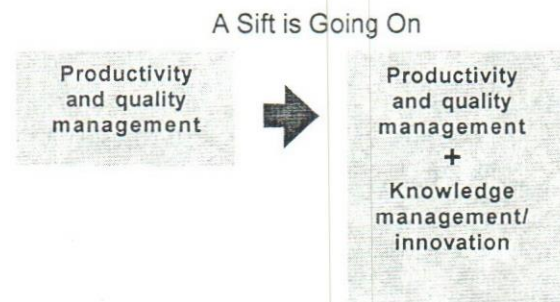 A Sift is Going On
Productivity
and quality
management
Productivity
and quality
management
+
Knowledge
management/
innovation